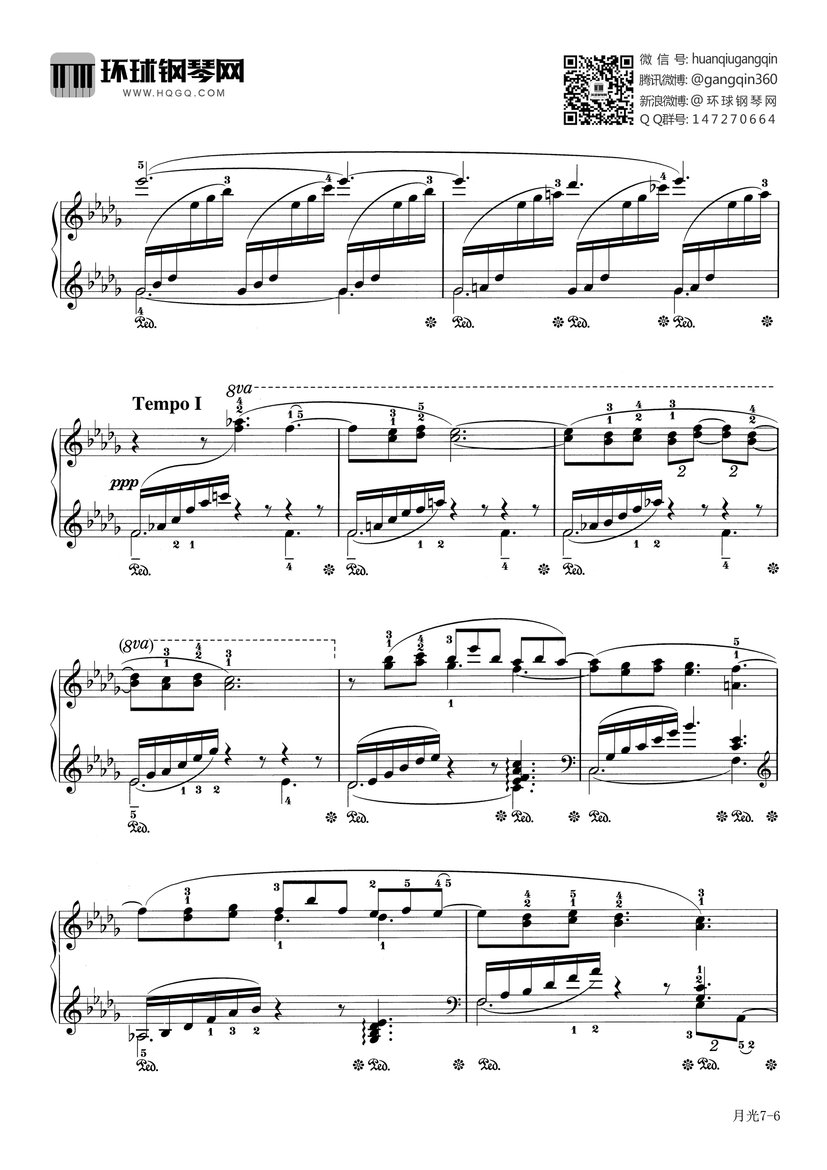 环球钢琴网
WWW.HQGQ.COM
微信号: huanqiugangqin
腾讯微博: @gangqin360
新浪微博: @环球钢琴网
QQ群号: 147270664
8va
Tempo I
ppp
(8va)
月光7-6